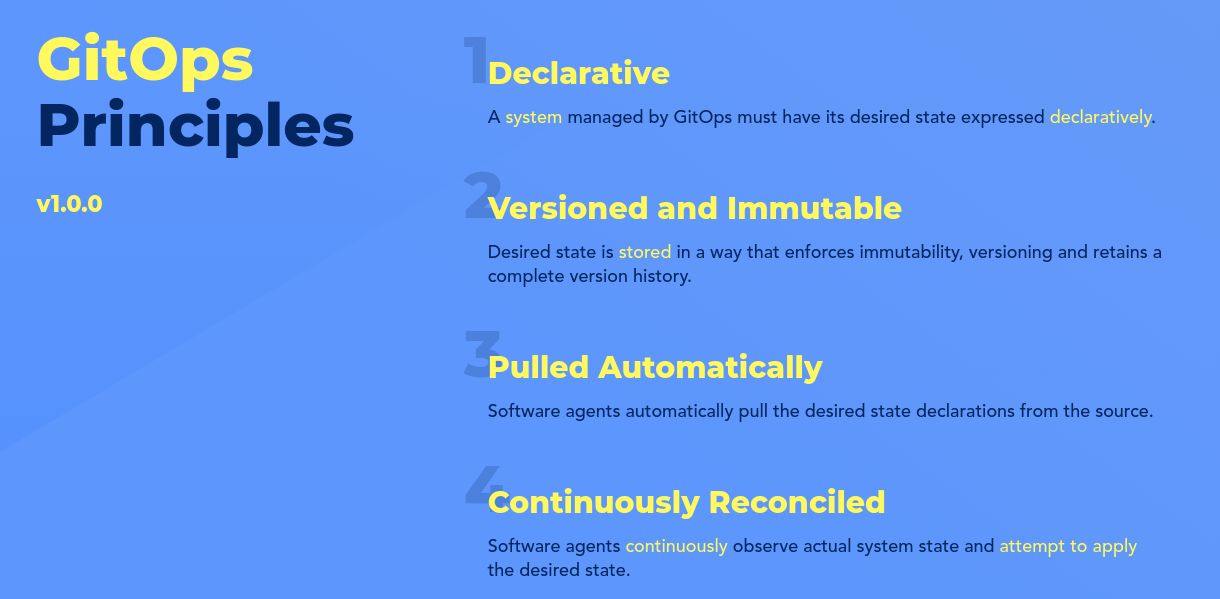 GitOps
Principles
v1.0.0
1
Declarative
A system managed by GitOps must have its desired state expressed declaratively.
2
Versioned and Immutable
Desired state is stored in a way that enforces immutability, versioning and retains a
complete version history.
3
Pulled Automatically
Software agents automatically pull the desired state declarations from the source.
4
Continuously Reconciled
Software agents continuously observe actual system state and attempt to apply
the desired state.